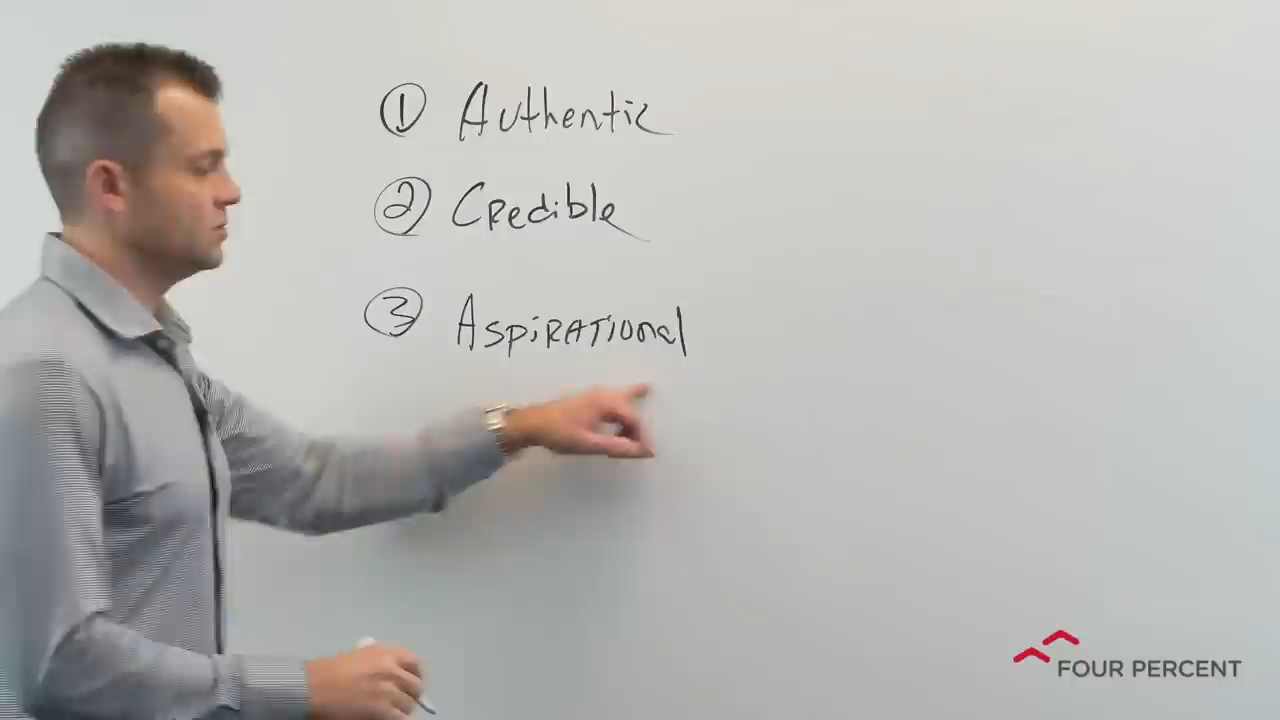 ① Authentic
② Credible
③ Aspirational
FOUR PERCENT